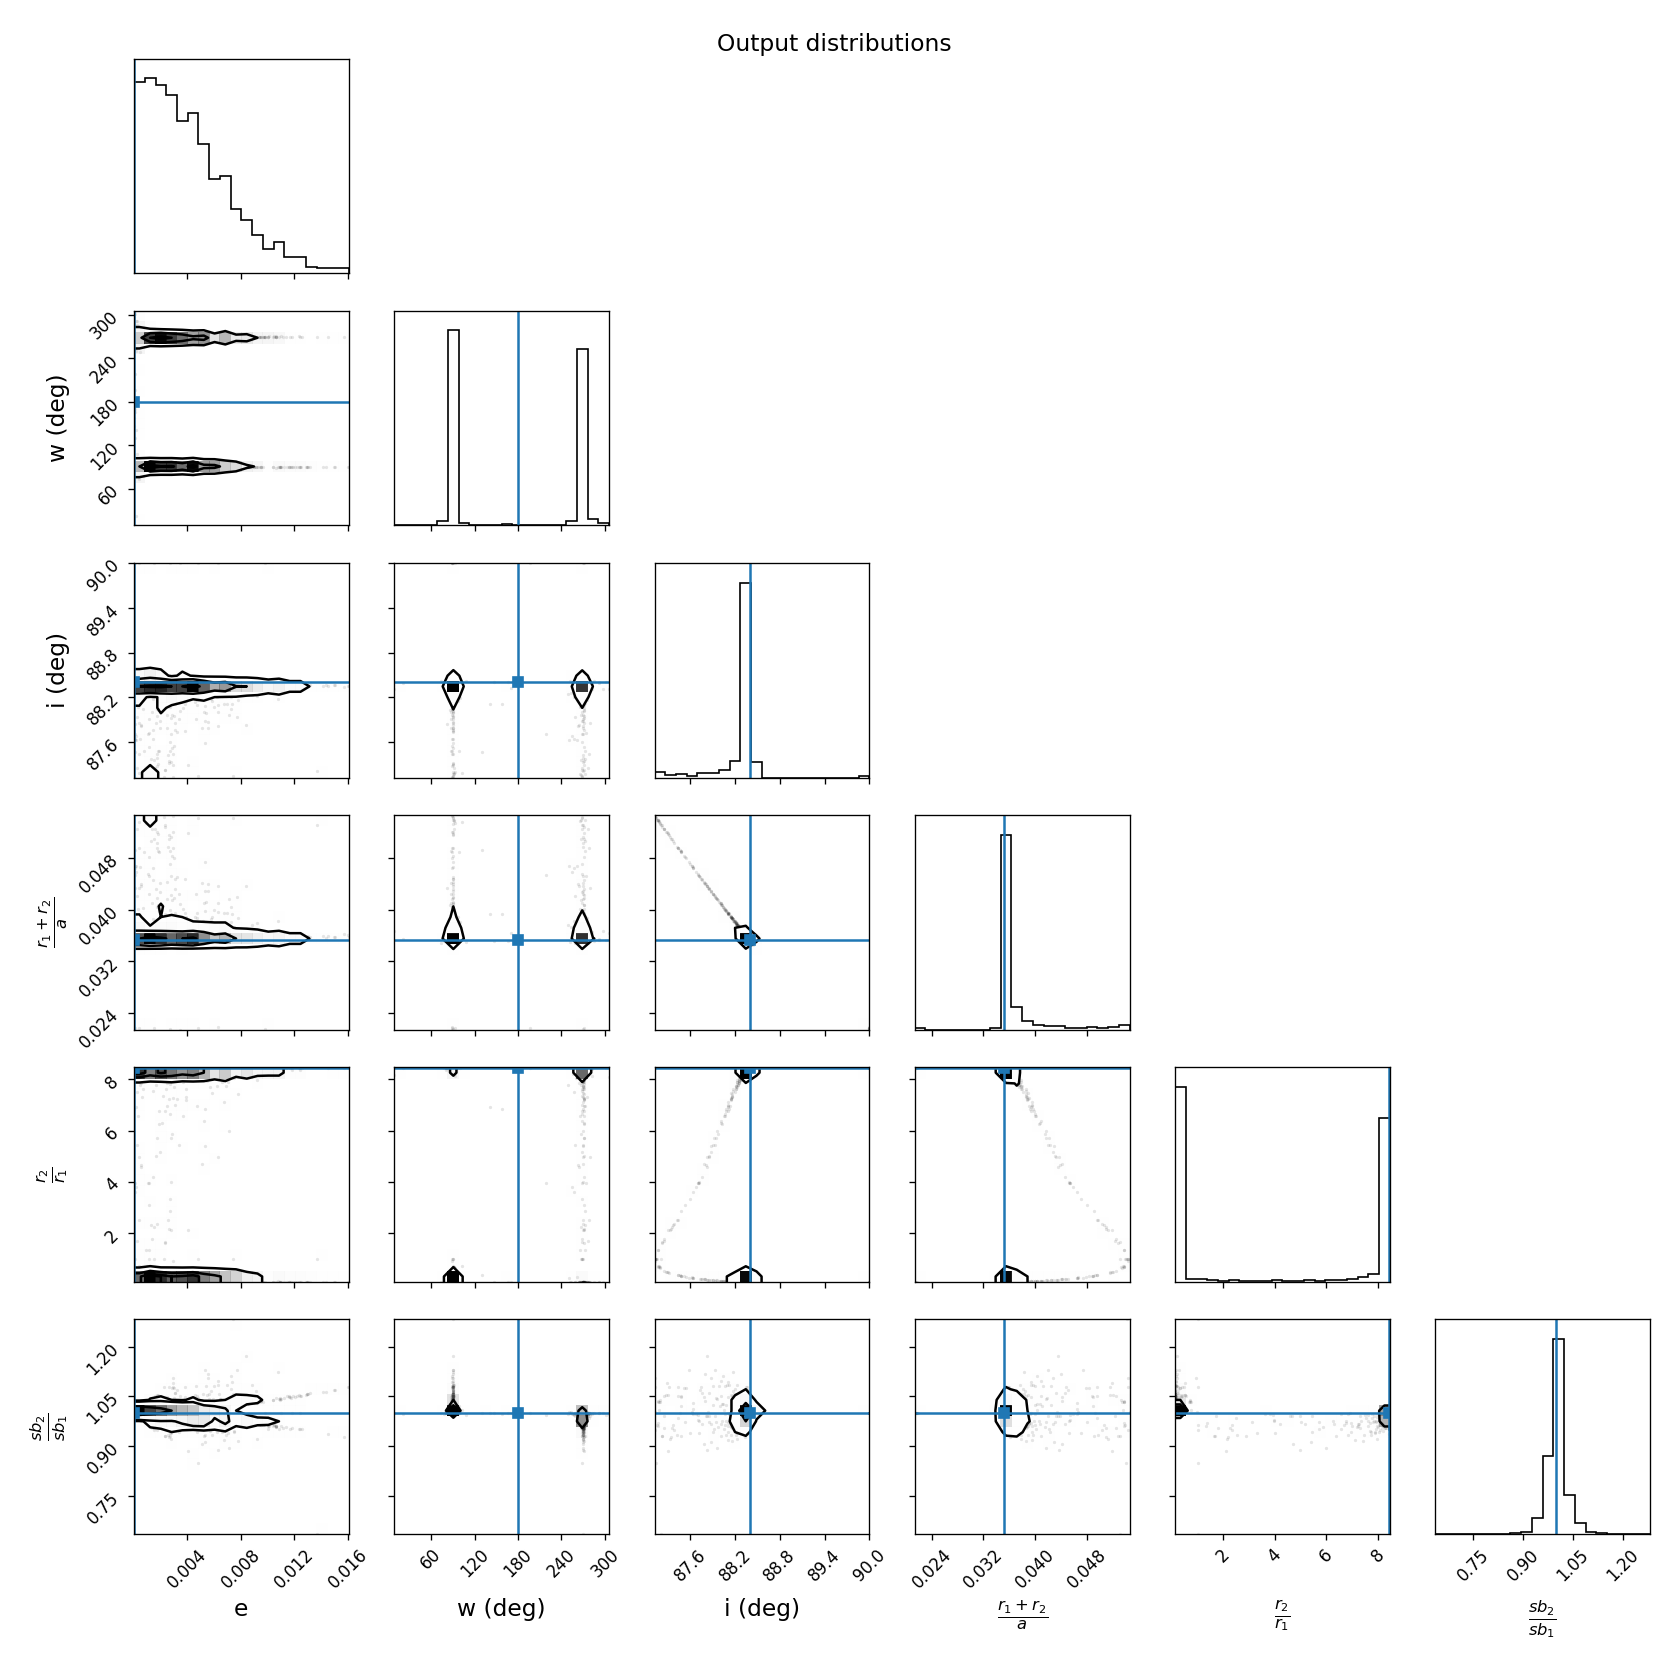 Output distributions
300
240
180
120
60
w (deg)
90.0
89.4
88.8
88.2
87.6
i (deg)
0.048
0.040
0.032
0.024
r₁ + r₂
a
8
6
4
2
r₂
r₁
1.20
1.05
0.90
0.75
sb₂
sb₁
0.004 0.008 0.012 0.016
60 120 180 240 300
87.6 88.2 88.8 89.4 90.0
0.024 0.032 0.040 0.048
2 4 6 8
0.75 0.90 1.05 1.20
e
w (deg)
i (deg)
r₁ + r₂
a
r₂
r₁
sb₂
sb₁